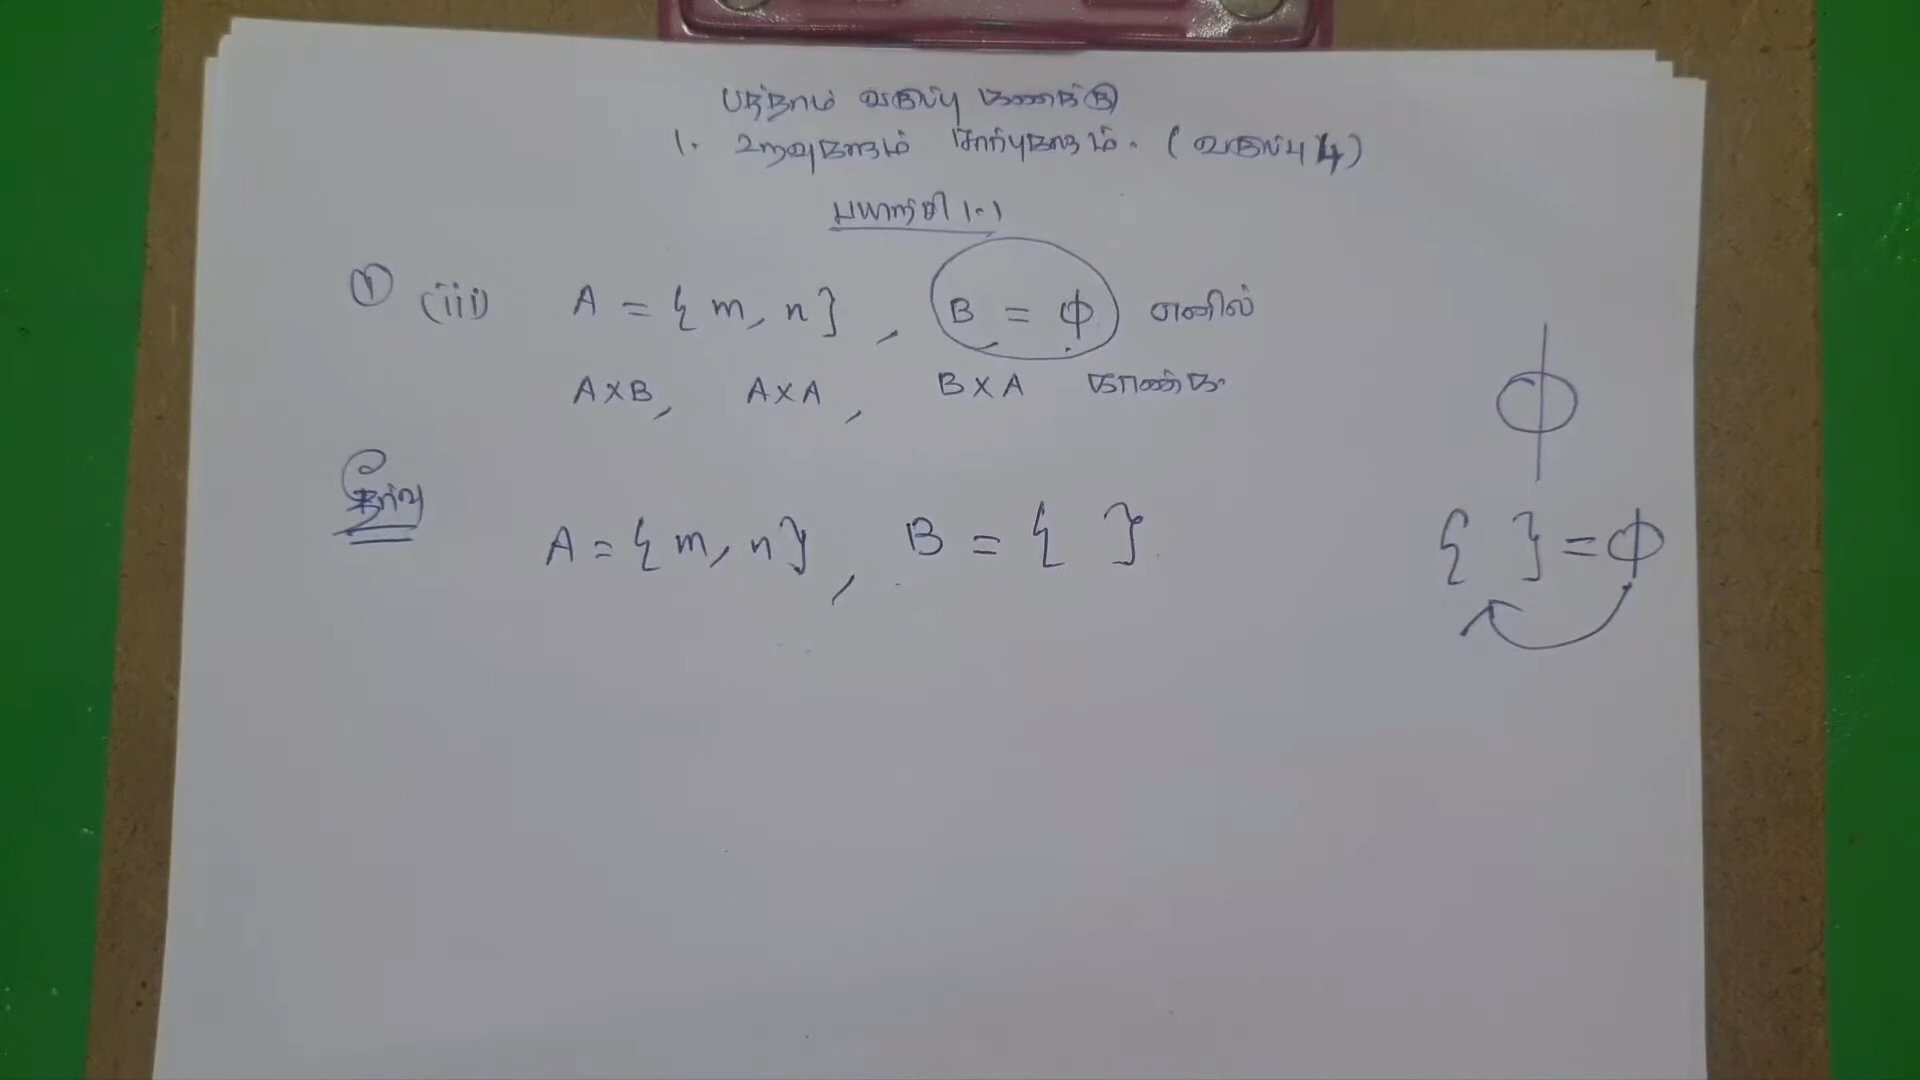 பத்தாம் வகுப்பு கணக்கு
1. உறவுகளும் சார்புகளும். (வகுப்பு 4)
பயிற்சி 1.1
① (iii) A = { m, n } , B = ϕ எனில்
A×B, A×A, B×A காண்க.
ϕ
தீர்வு
A = { m, n } , B = { }
{ } = ϕ